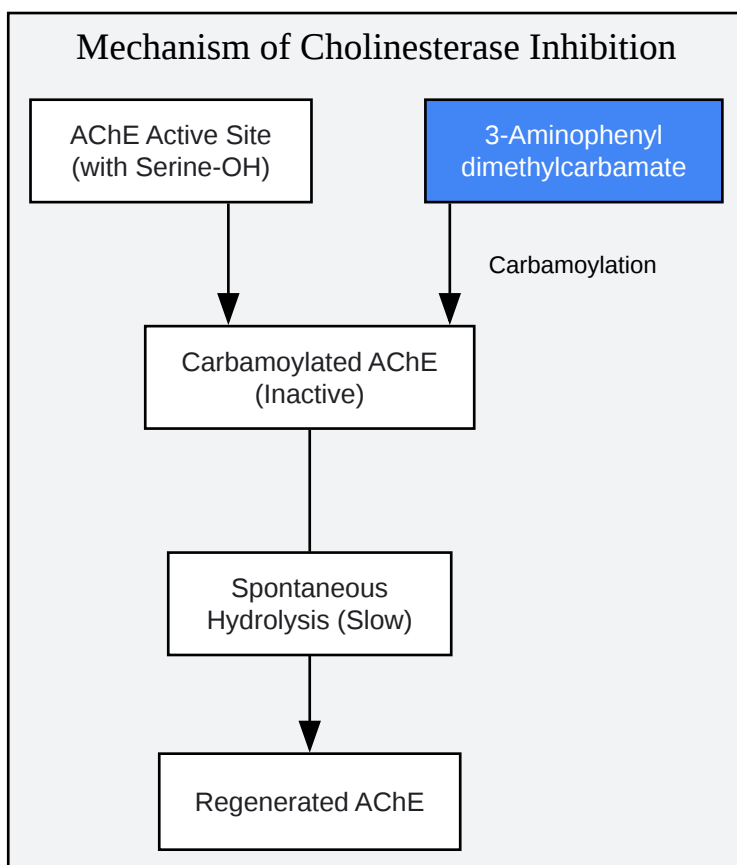 Mechanism of Cholinesterase Inhibition
AChE Active Site
(with Serine-OH)
3-Aminophenyl
dimethylcarbamate
Carbamoylation
Carbamoylated AChE
(Inactive)
Spontaneous
Hydrolysis (Slow)
Regenerated AChE